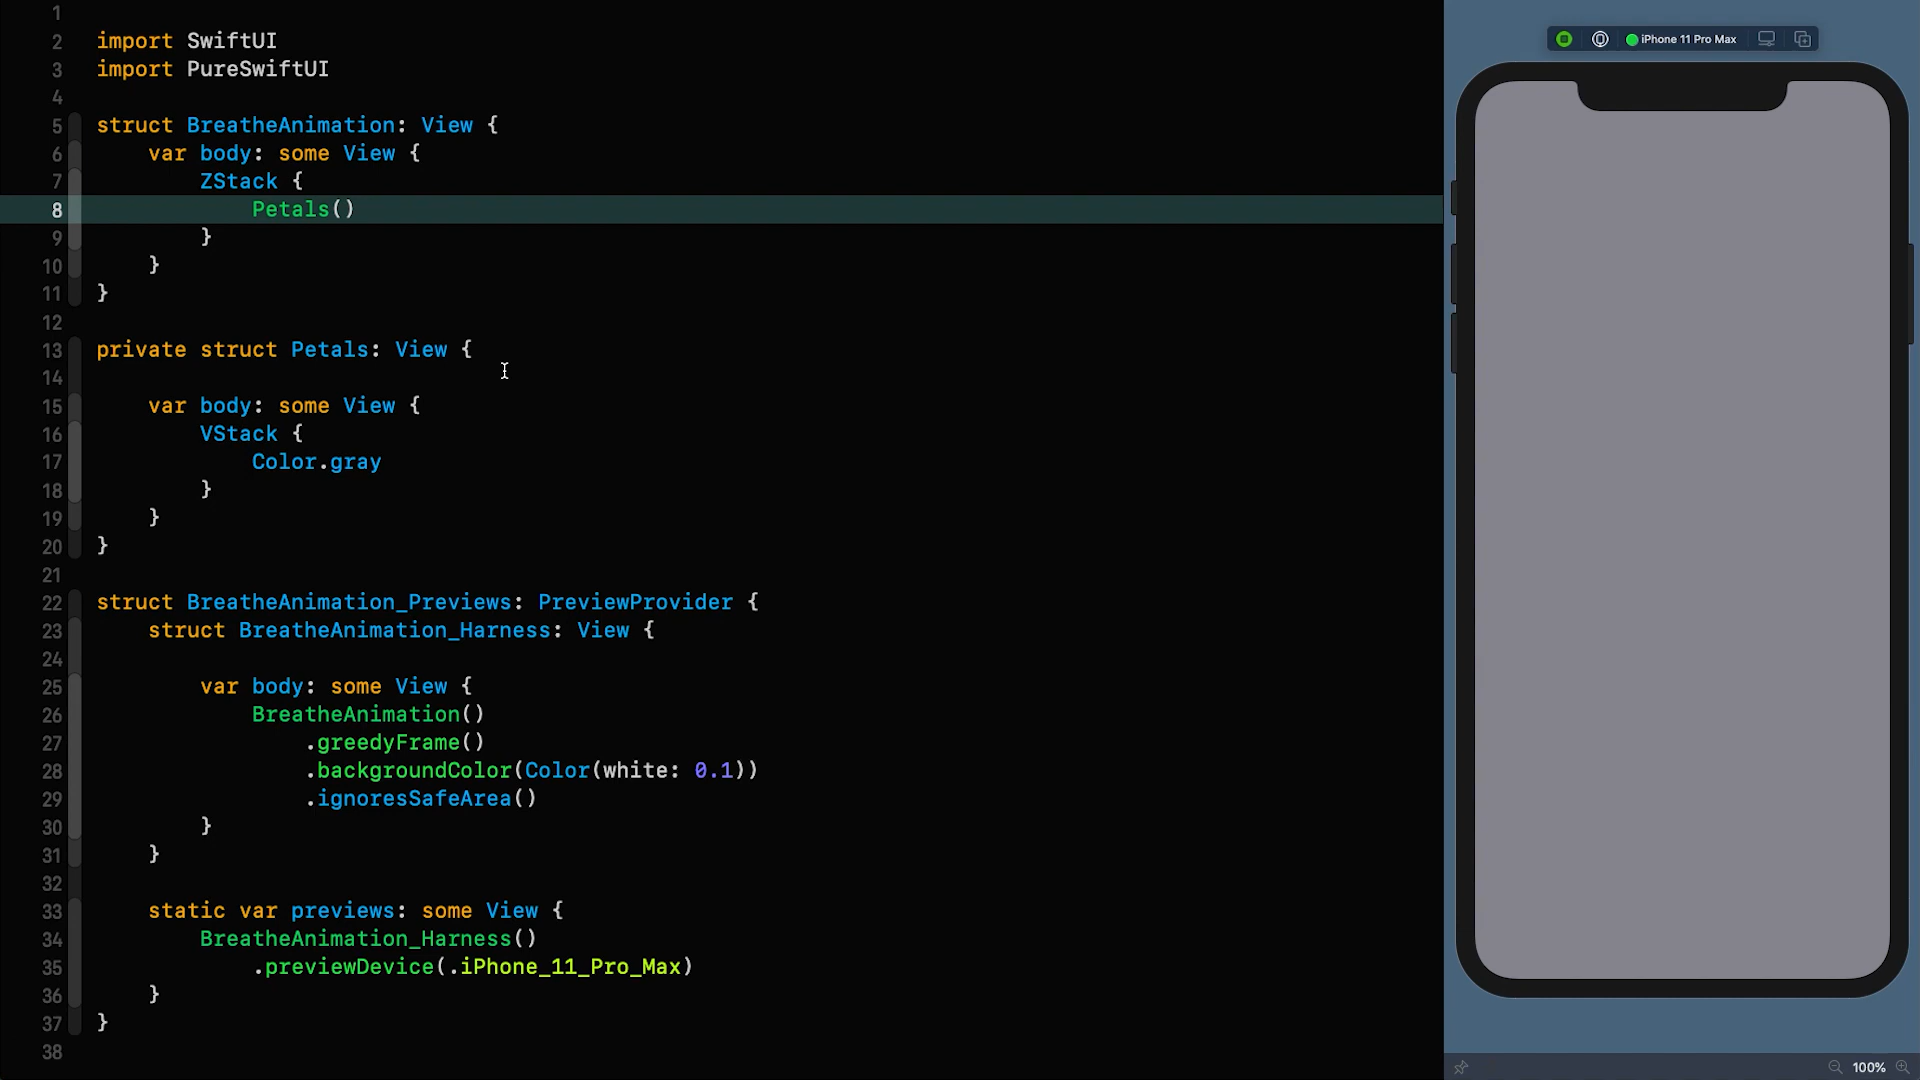 1
2 import SwiftUI
3 import PureSwiftUI
4
5 struct BreatheAnimation: View {
6     var body: some View {
7         ZStack {
8             Petals()
9         }
10     }
11 }
12
13 private struct Petals: View {
14
15     var body: some View {
16         VStack {
17             Color.gray
18         }
19     }
20 }
21
22 struct BreatheAnimation_Previews: PreviewProvider {
23     struct BreatheAnimation_Harness: View {
24
25         var body: some View {
26             BreatheAnimation()
27                 .greedyFrame()
28                 .backgroundColor(Color(white: 0.1))
29                 .ignoresSafeArea()
30         }
31     }
32
33     static var previews: some View {
34         BreatheAnimation_Harness()
35             .previewDevice(.iPhone_11_Pro_Max)
36     }
37 }
38
iPhone 11 Pro Max
100%